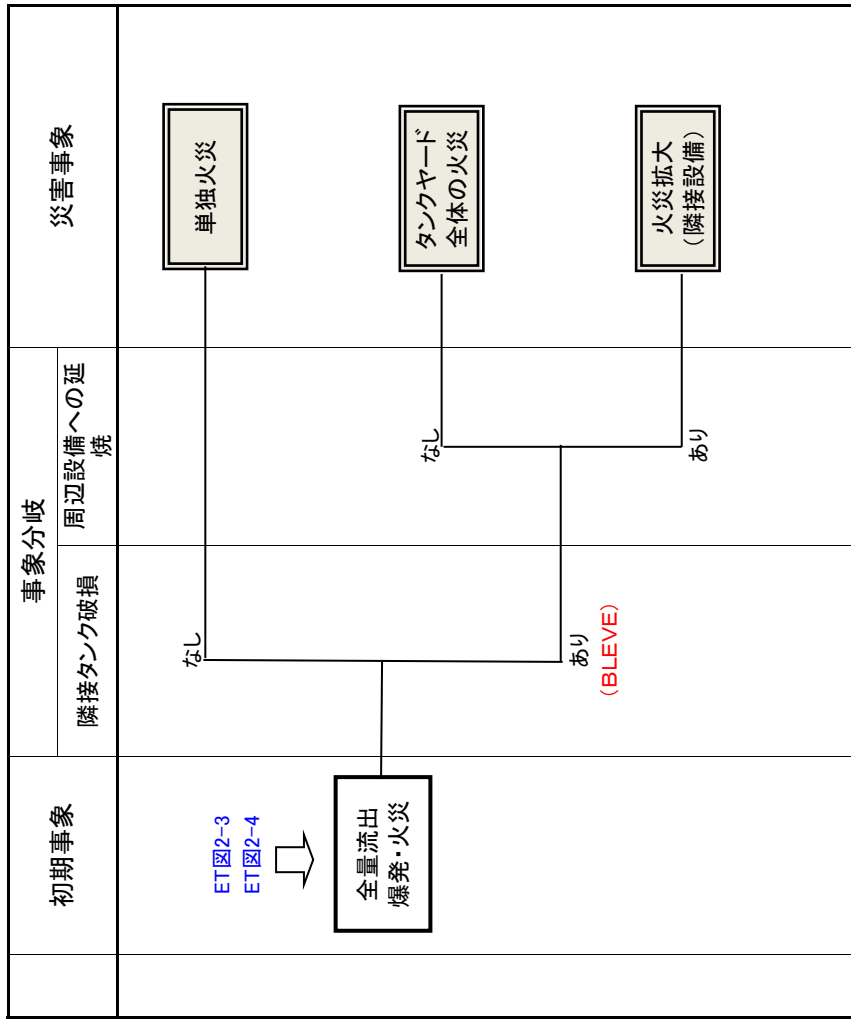 初期事象
事象分岐
災害事象
隣接タンク破損
周辺設備への延
焼
ET図2-3
ET図2-4
全量流出
爆発・火災
なし
あり
(BLEVE)
なし
あり
単独火災
タンクヤード
全体の火災
火災拡大
(隣接設備)